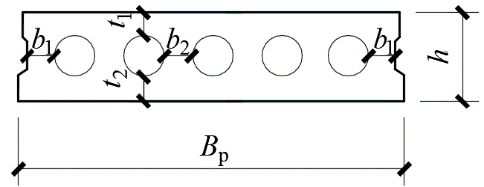 b₁ t₁ b₂ b₁ h
t₂
Bₚ